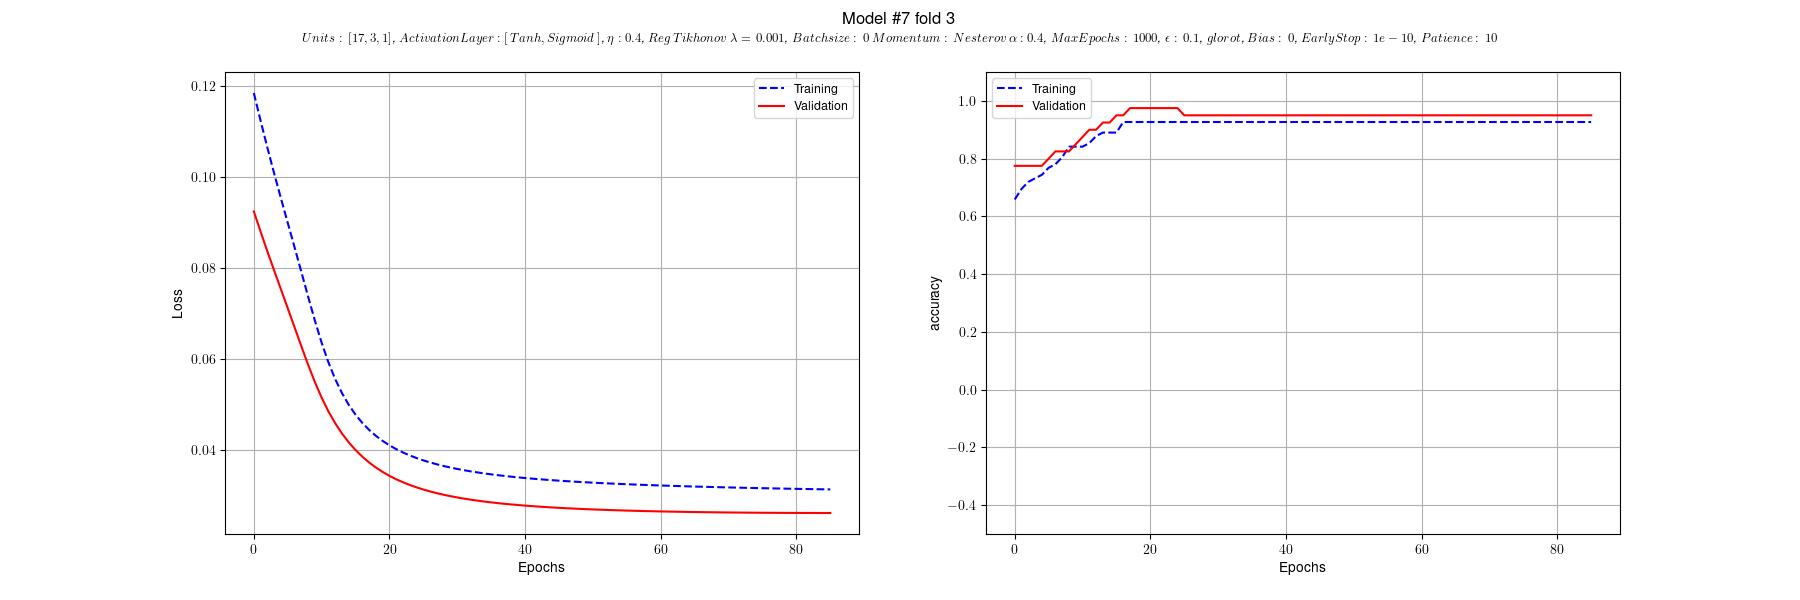 Model #7 fold 3
Units : [17, 3, 1], ActivationLayer : [ Tanh, Sigmoid ], η : 0.4, Reg Tikhonov λ = 0.001, Batchsize : 0 Momentum : Nesterov α : 0.4, MaxEpochs : 1000, ϵ : 0.1, glorot, Bias : 0, EarlyStop : 1e − 10, Patience : 10
0.12
0.10
0.08
0.06
0.04
Loss
0 20 40 60 80
Epochs
Training
Validation
1.0
0.8
0.6
0.4
0.2
0.0
−0.2
−0.4
accuracy
0 20 40 60 80
Epochs
Training
Validation